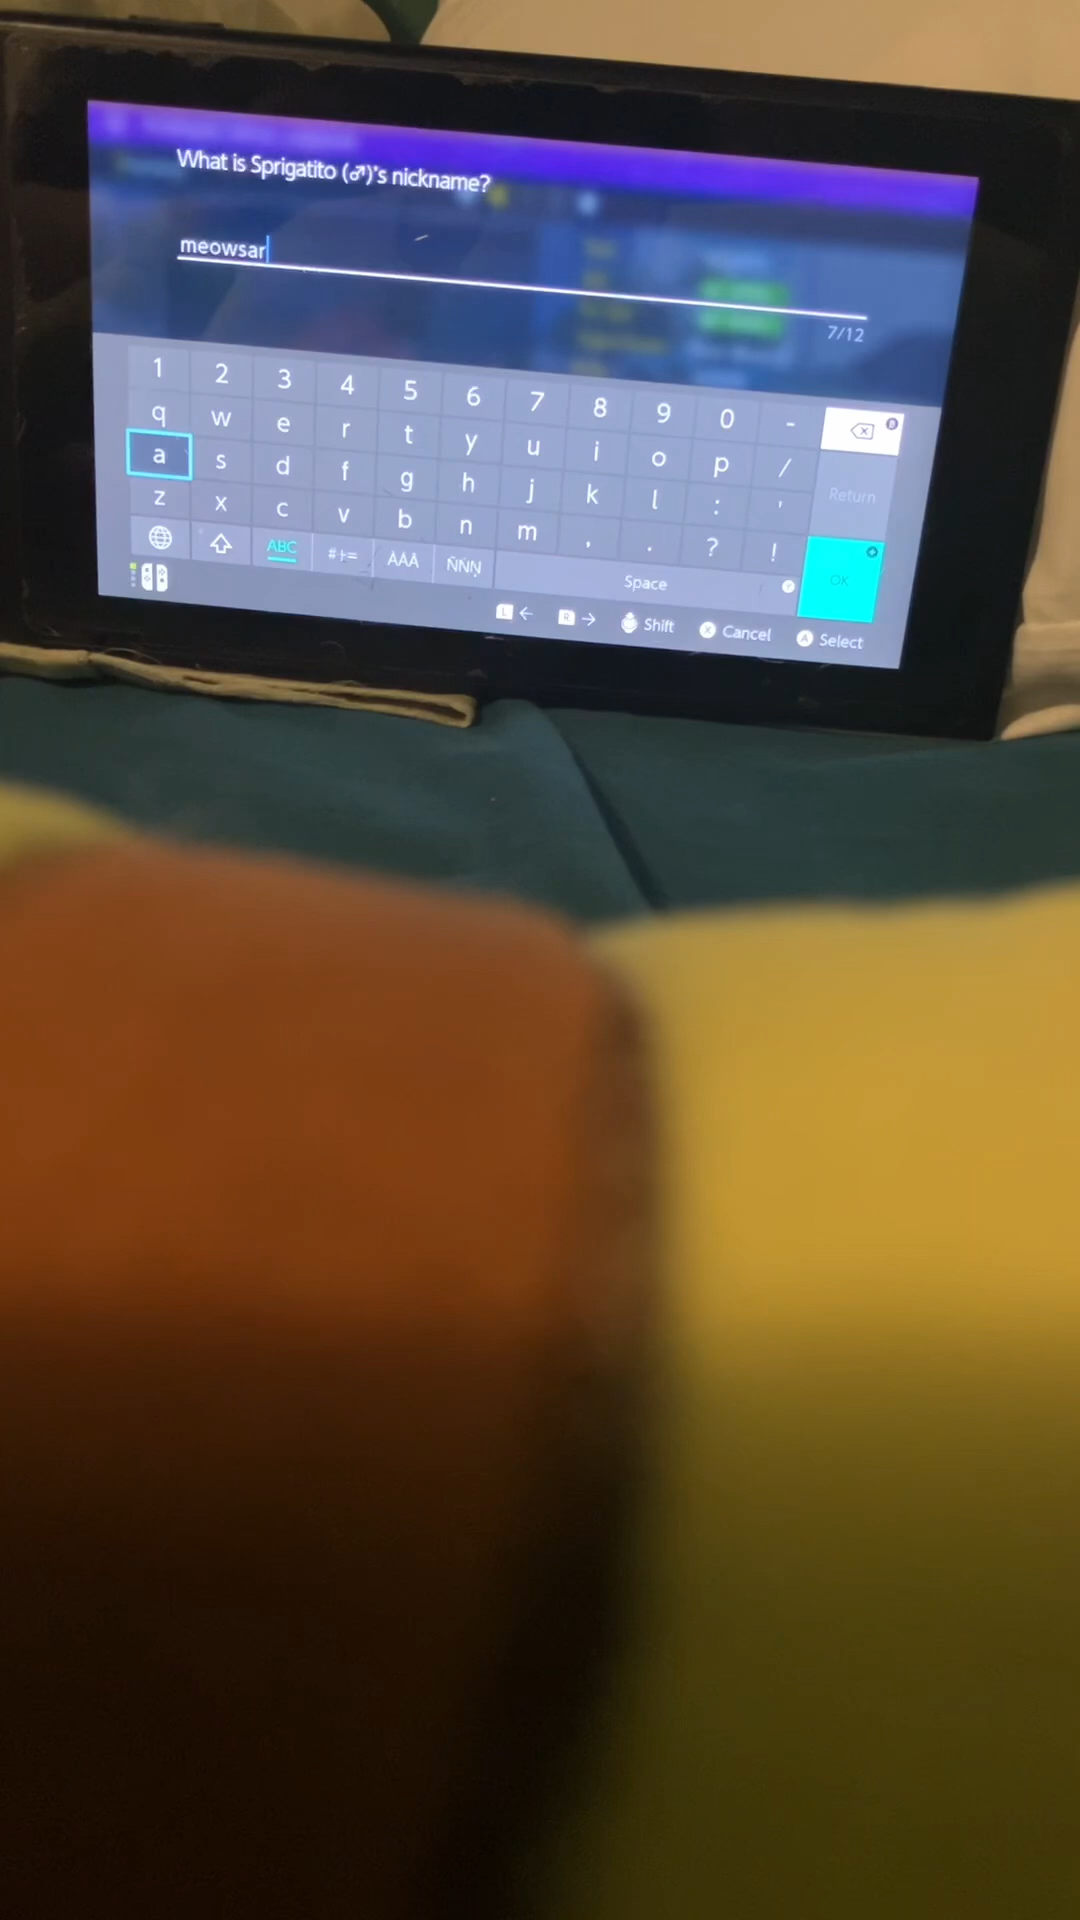 What is Sprigatito (♂)'s nickname?
meowsar
7/12
1 2 3 4 5 6 7 8 9 0 -
q w e r t y u i o p /
a s d f g h j k l : '
Return
z x c v b n m , . ? !
ABC #+= ÀÁÂ ÑŃŅ Space OK
L ← R → Shift X Cancel A Select